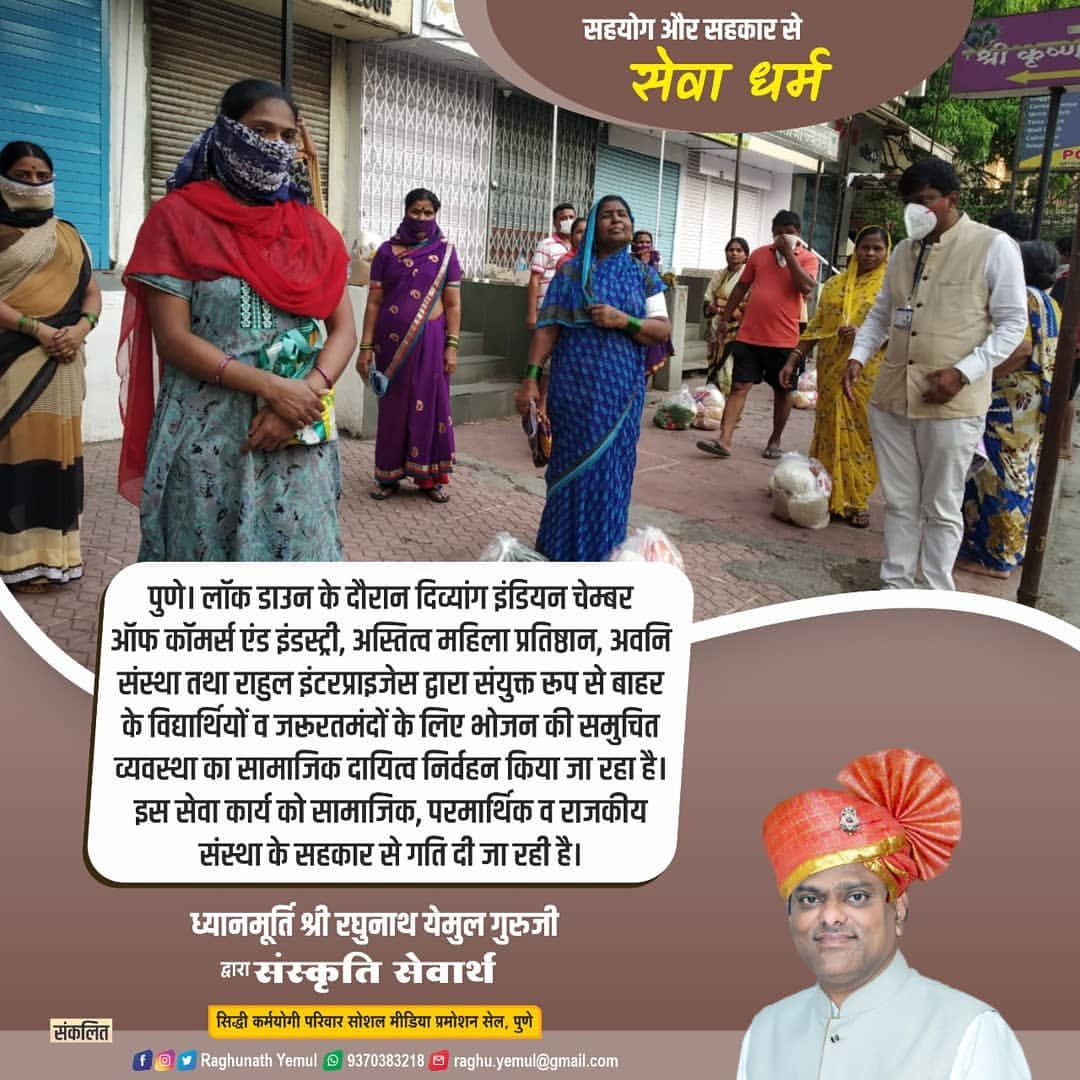 सहयोग और सहकार से
सेवा धर्म
श्री कृष्ण
पुणे। लॉक डाउन के दौरान दिव्यांग इंडियन चेम्बर
ऑफ कॉमर्स एंड इंडस्ट्री, अस्तित्व महिला प्रतिष्ठान, अवनि
संस्था तथा राहुल इंटरप्राइजेस द्वारा संयुक्त रूप से बाहर
के विद्यार्थियों व जरूरतमंदों के लिए भोजन की समुचित
व्यवस्था का सामाजिक दायित्व निर्वहन किया जा रहा है।
इस सेवा कार्य को सामाजिक, परमार्थिक व राजकीय
संस्था के सहकार से गति दी जा रही है।
ध्यानमूर्ति श्री रघुनाथ येमुल गुरुजी
द्वारा संस्कृति सेवार्थ
सिद्धी कर्मयोगी परिवार सोशल मीडिया प्रमोशन सेल, पुणे
संकलित
Raghunath Yemul 9370383218 raghu.yemul@gmail.com